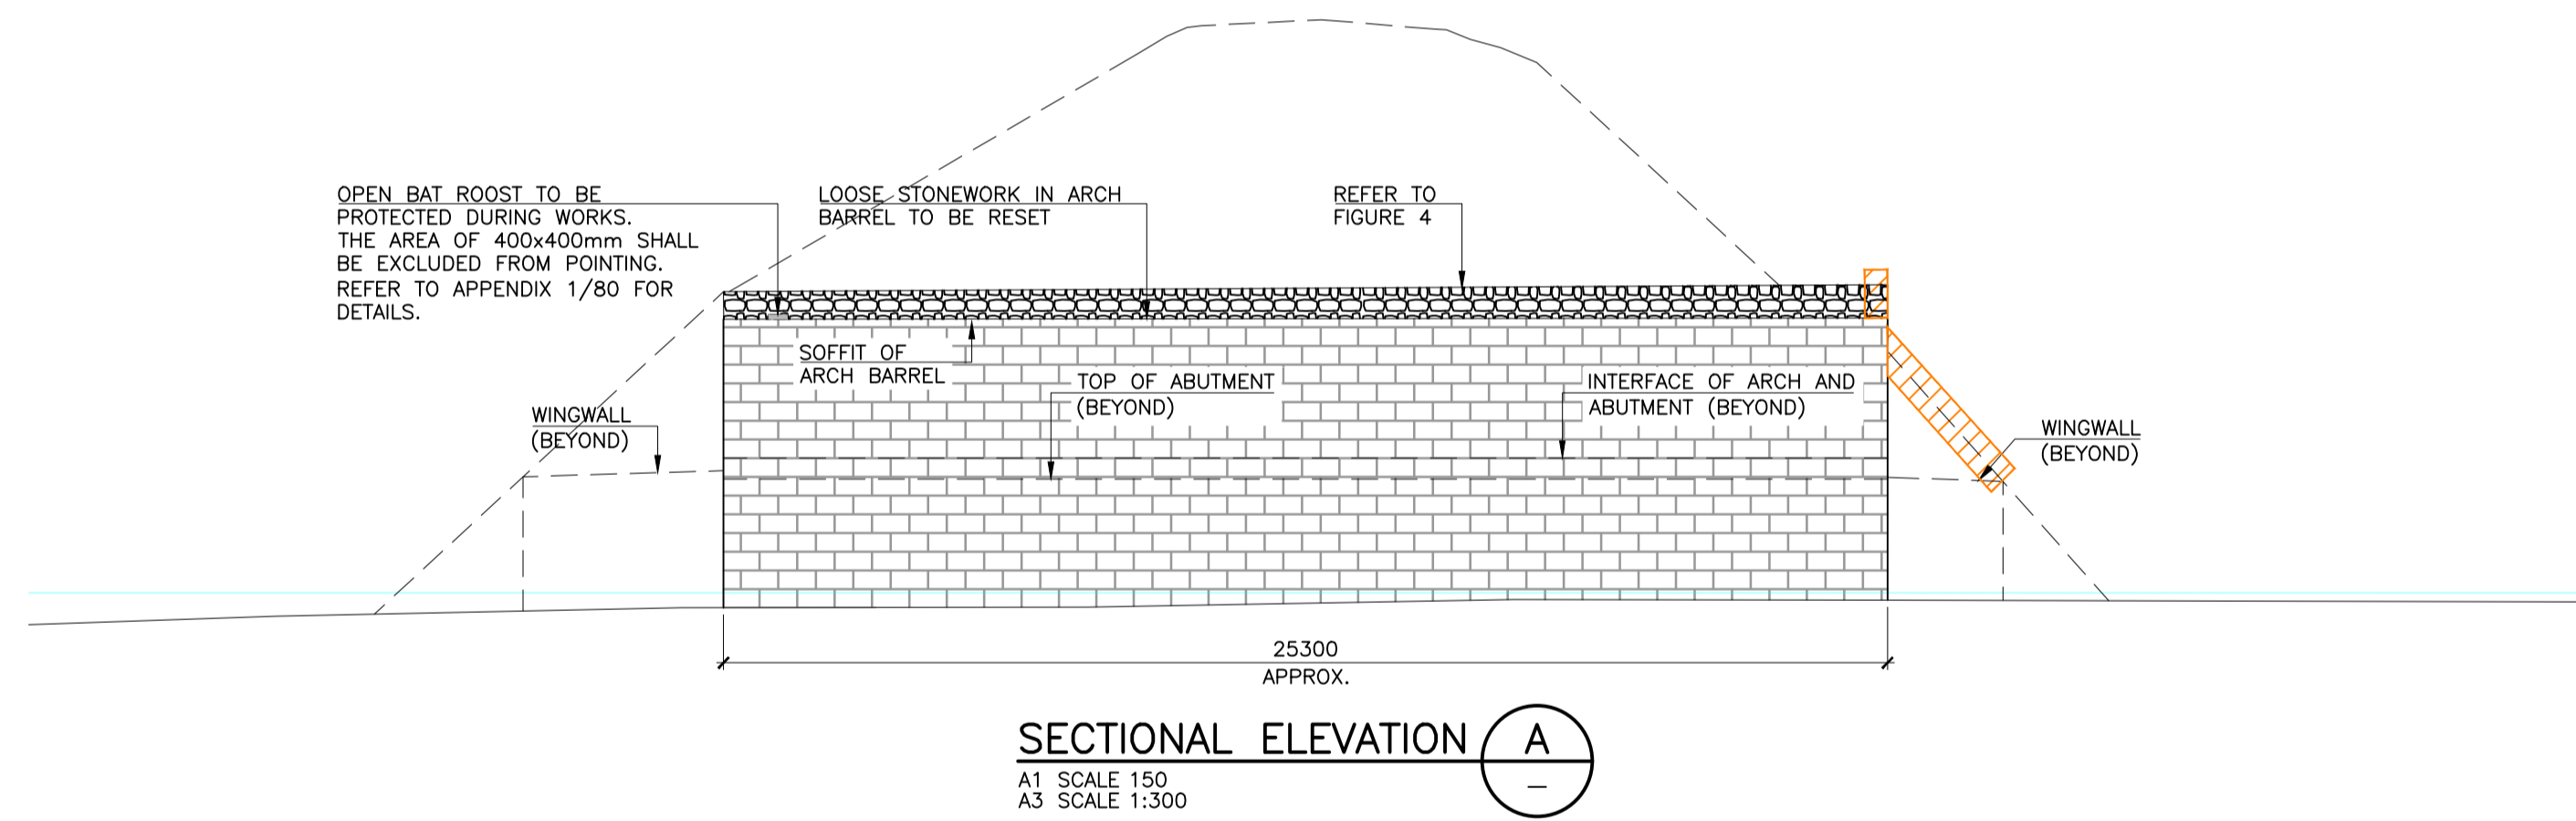 OPEN BAT ROOST TO BE
PROTECTED DURING WORKS.
THE AREA OF 400x400mm SHALL
BE EXCLUDED FROM POINTING.
REFER TO APPENDIX 1/80 FOR
DETAILS.
LOOSE STONEWORK IN ARCH
BARREL TO BE RESET
REFER TO
FIGURE 4
SOFFIT OF
ARCH BARREL
TOP OF ABUTMENT
(BEYOND)
INTERFACE OF ARCH AND
ABUTMENT (BEYOND)
WINGWALL
(BEYOND)
WINGWALL
(BEYOND)
25300
APPROX.
SECTIONAL ELEVATION
A
–
A1 SCALE 150
A3 SCALE 1:300